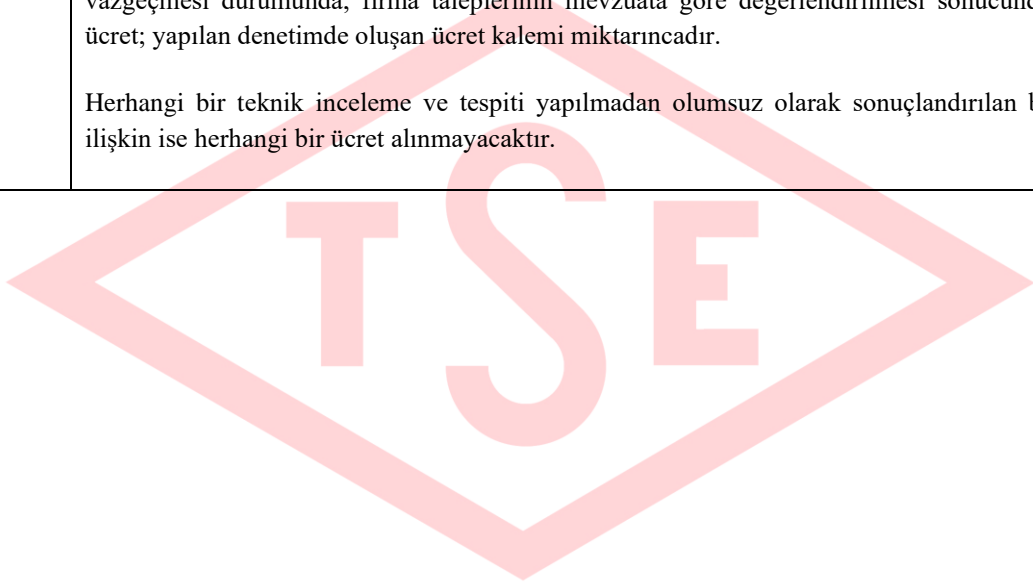 vazgeçmesi durumunda, firma taleplerinin mevzuata göre değerlendirilmesi sonucund
ücret; yapılan denetimde oluşan ücret kalemi miktarıncadır.
Herhangi bir teknik inceleme ve tespiti yapılmadan olumsuz olarak sonuçlandırılan b
ilişkin ise herhangi bir ücret alınmayacaktır.
TSE